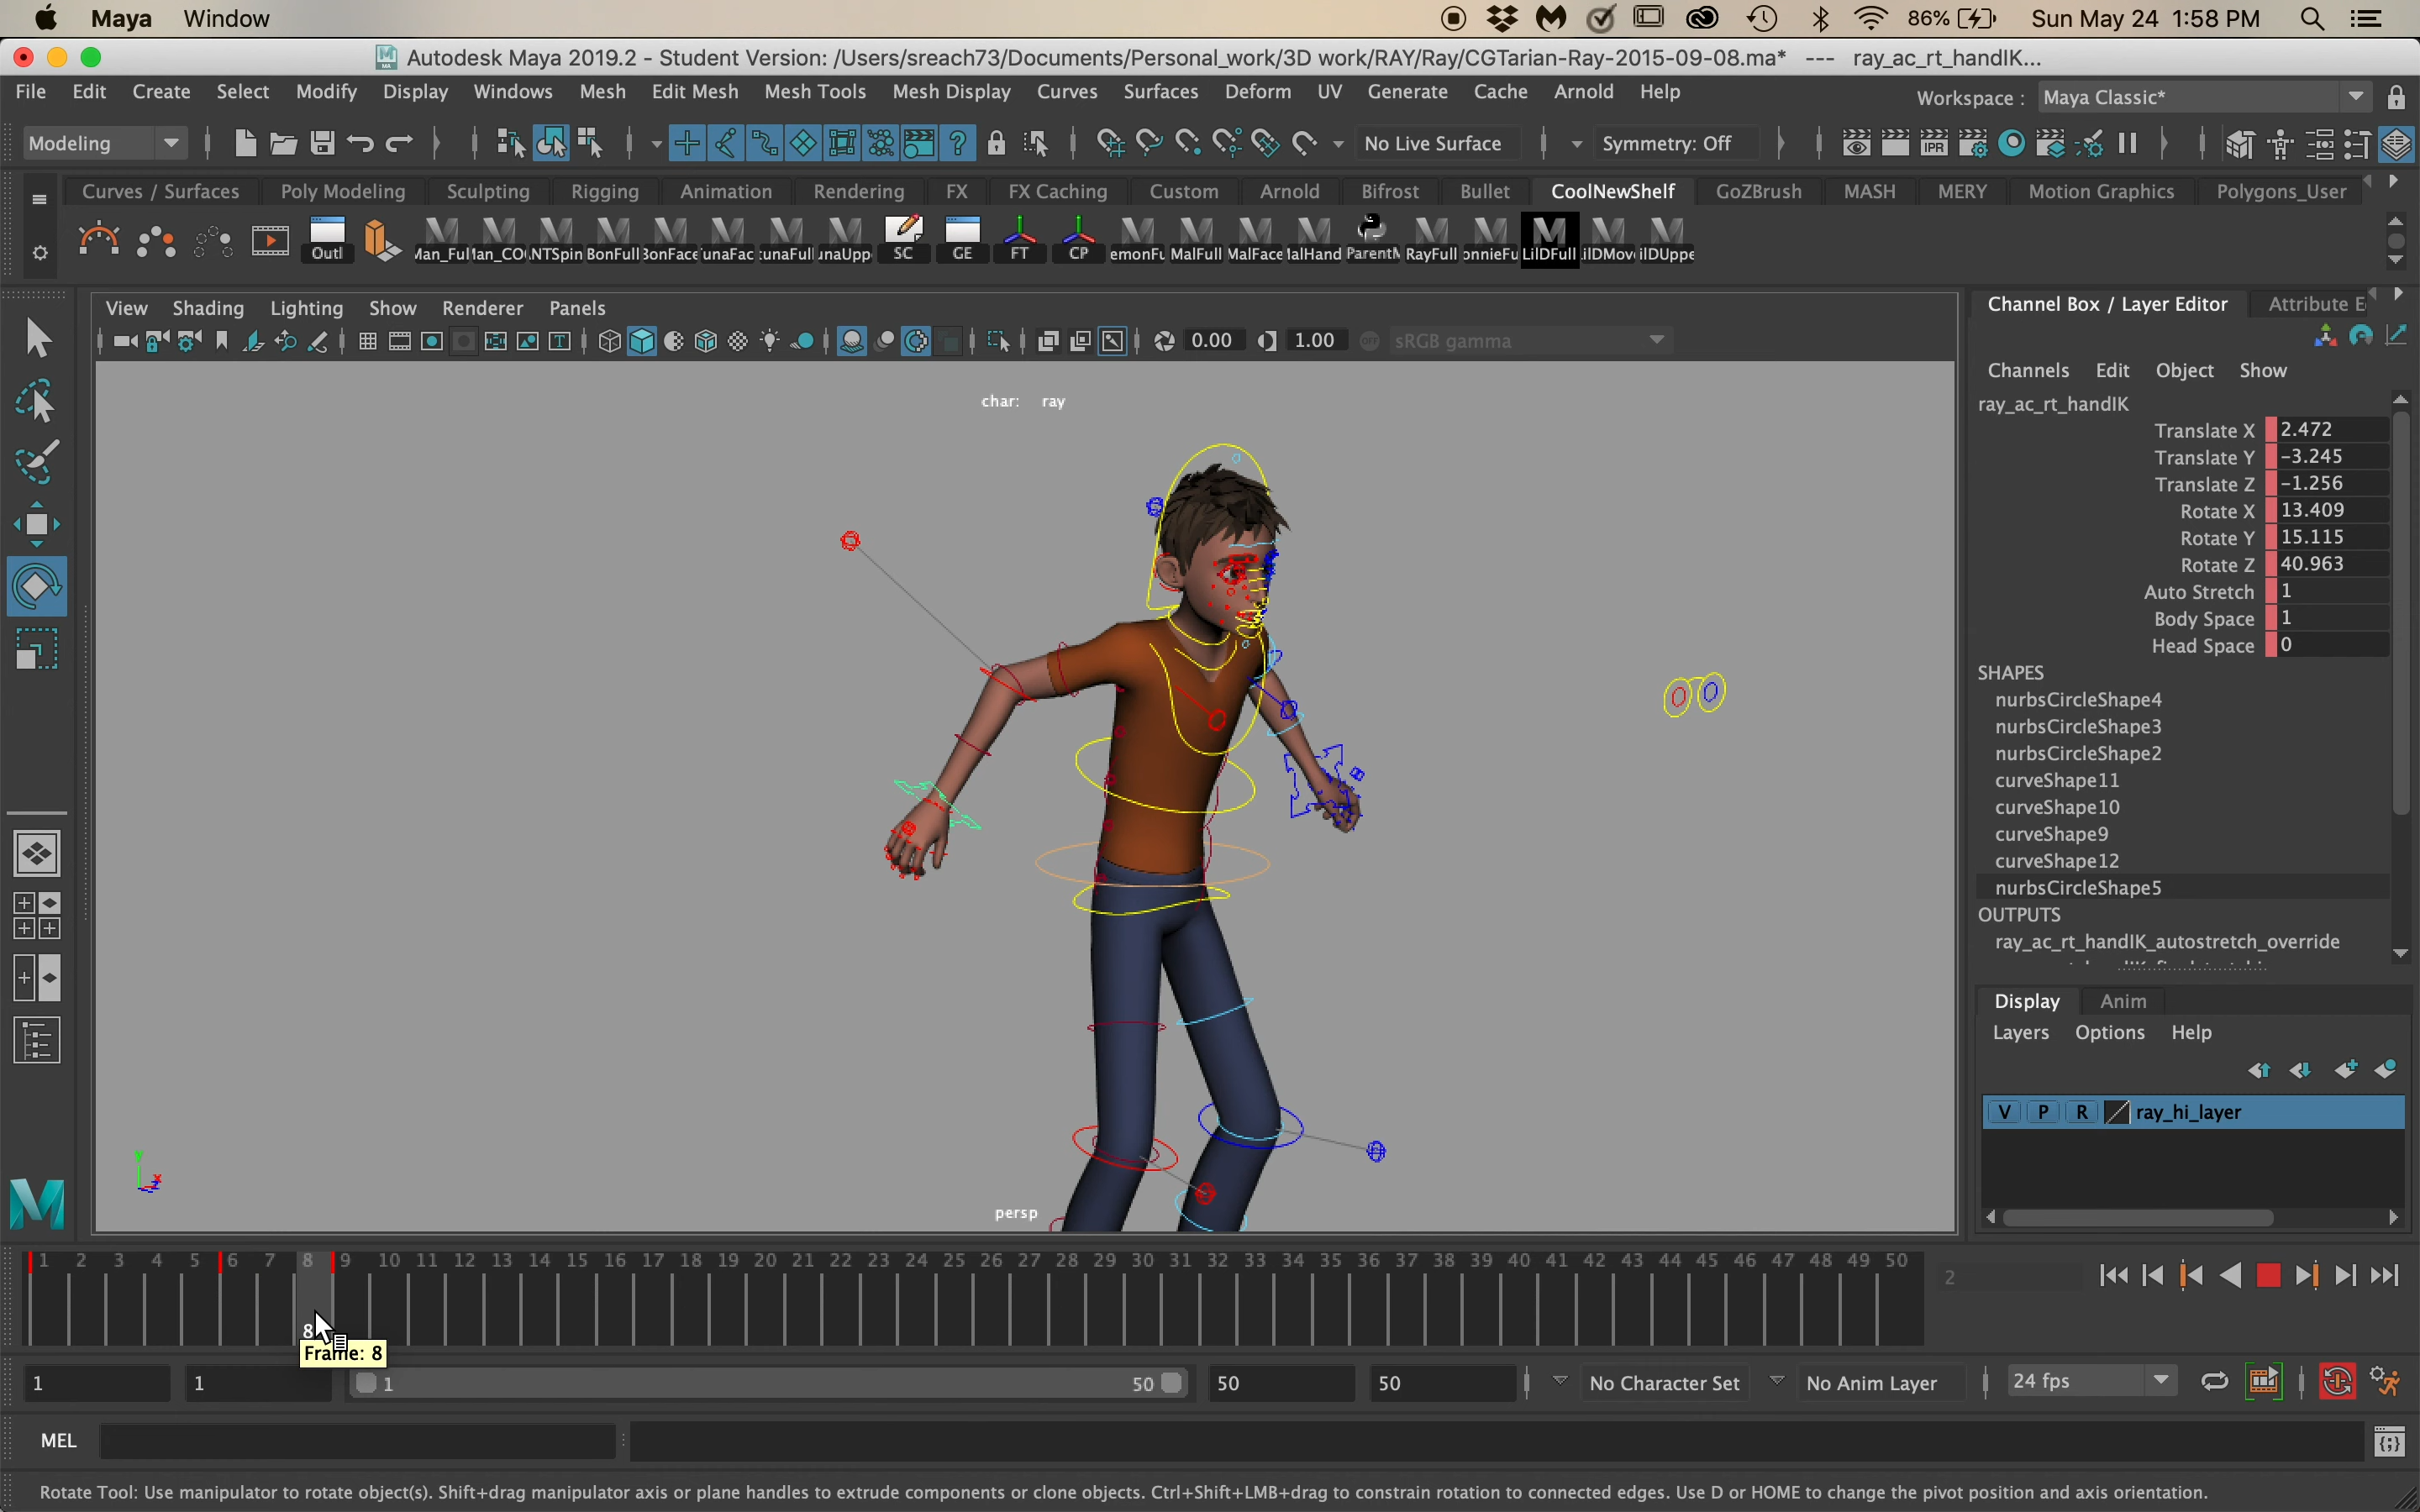 Maya Window 86% Sun May 24 1:58 PM
Autodesk Maya 2019.2 - Student Version: /Users/sreach73/Documents/Personal_work/3D work/RAY/Ray/CGTarian-Ray-2015-09-08.ma* --- ray_ac_rt_handIK...
File Edit Create Select Modify Display Windows Mesh Edit Mesh Mesh Tools Mesh Display Curves Surfaces Deform UV Generate Cache Arnold Help Workspace : Maya Classic*
Modeling No Live Surface Symmetry: Off
Curves / Surfaces Poly Modeling Sculpting Rigging Animation Rendering FX FX Caching Custom Arnold Bifrost Bullet CoolNewShelf GoZBrush MASH MERY Motion Graphics Polygons_User
Outl NTSpin BonFull BonFace SC GE FT CP MalFull MalFace RayFull LilDFull
View Shading Lighting Show Renderer Panels
0.00 1.00 sRGB gamma
char: ray
persp
Channel Box / Layer Editor Attribute E
Channels Edit Object Show
ray_ac_rt_handIK
Translate X 2.472
Translate Y -3.245
Translate Z -1.256
Rotate X 13.409
Rotate Y 15.115
Rotate Z 40.963
Auto Stretch 1
Body Space 1
Head Space 0
SHAPES
nurbsCircleShape4
nurbsCircleShape3
nurbsCircleShape2
curveShape11
curveShape10
curveShape9
curveShape12
nurbsCircleShape5
OUTPUTS
ray_ac_rt_handIK_autostretch_override
Display Anim
Layers Options Help
V P R ray_hi_layer
1 2 3 4 5 6 7 8 9 10 11 12 13 14 15 16 17 18 19 20 21 22 23 24 25 26 27 28 29 30 31 32 33 34 35 36 37 38 39 40 41 42 43 44 45 46 47 48 49 50 2
8
Frame: 8
1 1 1 50 50 50 No Character Set No Anim Layer 24 fps
MEL
Rotate Tool: Use manipulator to rotate object(s). Shift+drag manipulator axis or plane handles to extrude components or clone objects. Ctrl+Shift+LMB+drag to constrain rotation to connected edges. Use D or HOME to change the pivot position and axis orientation.